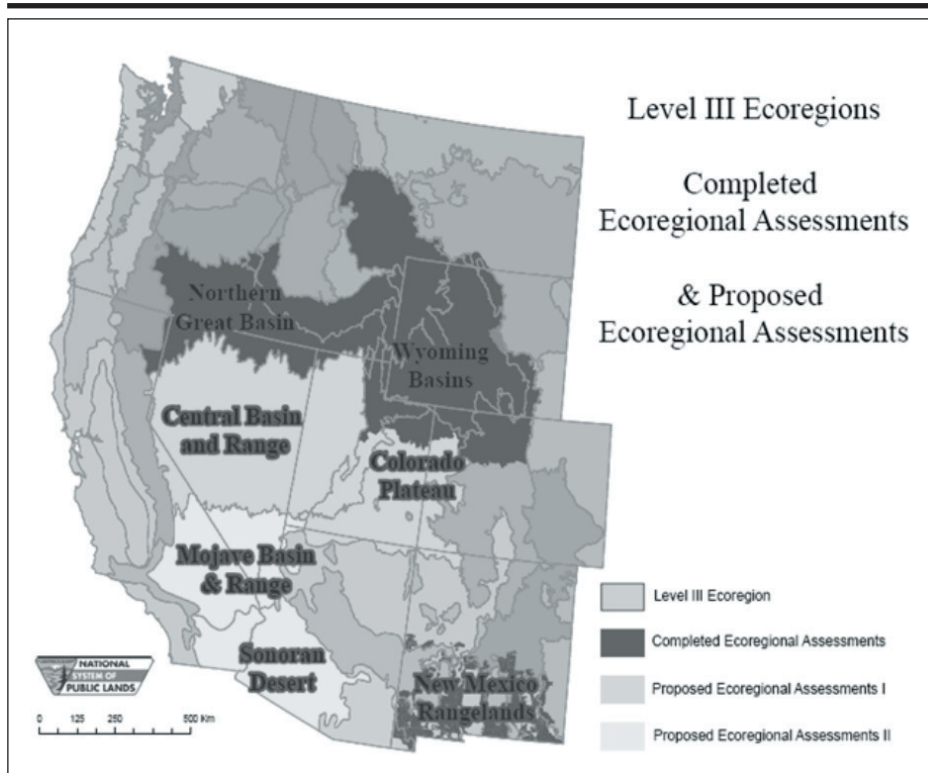 Level III Ecoregions
Completed
Ecoregional Assessments
& Proposed
Ecoregional Assessments
Northern
Great Basin
Wyoming
Basins
Central Basin
and Range
Colorado
Plateau
Mojave Basin
& Range
Sonoran
Desert
New Mexico
Rangelands
Level III Ecoregion
Completed Ecoregional Assessments
Proposed Ecoregional Assessments I
Proposed Ecoregional Assessments II
NATIONAL
SYSTEM OF
PUBLIC LANDS
0 125 250 500 Km